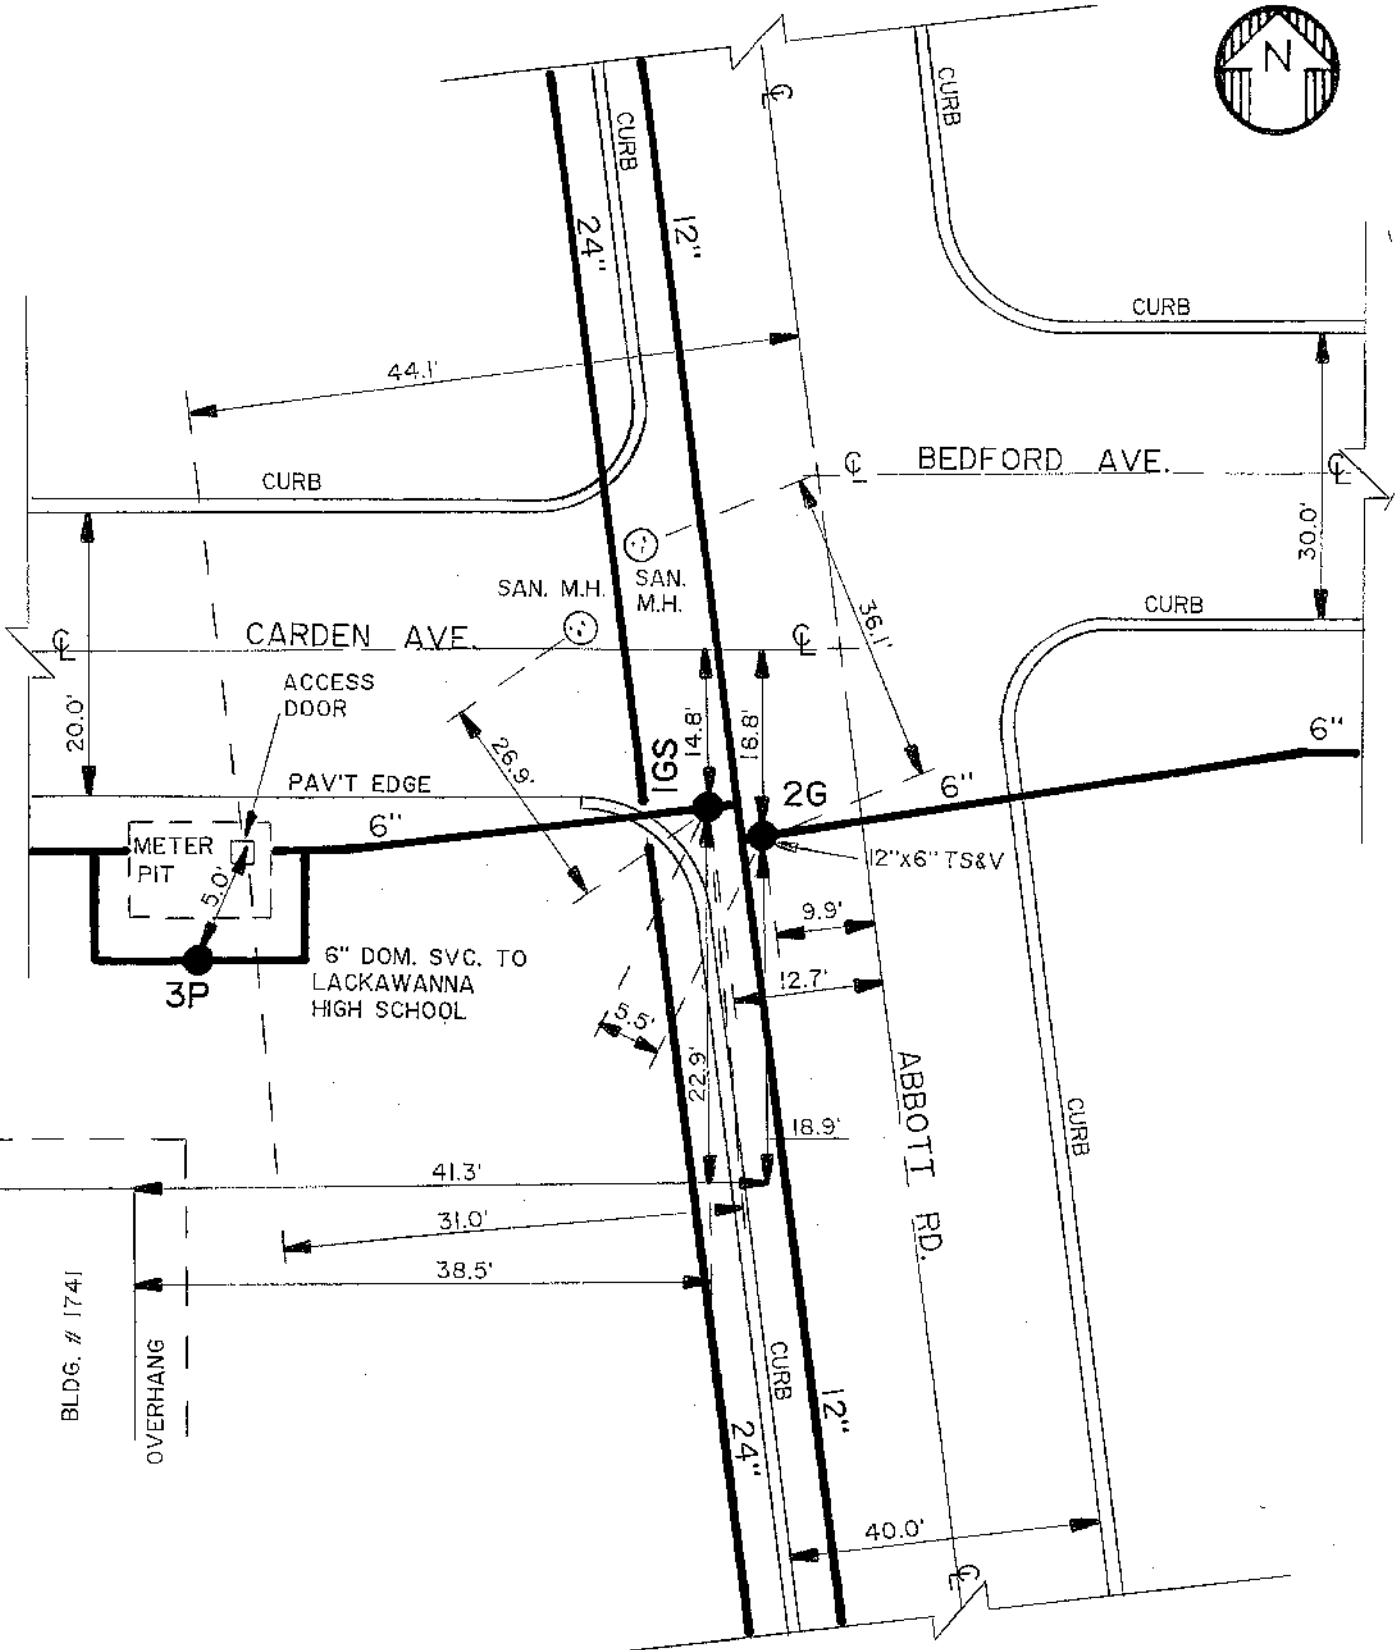 N
CURB
CURB
℄
24"
12"
CURB
44.1'
℄ BEDFORD AVE. ℄
CURB
30.0'
SAN. M.H.
SAN.
M.H.
CURB
36.1'
℄ CARDEN AVE. ℄
ACCESS
DOOR
20.0'
14.8'
16.8'
26.9'
1GS
2G
6"
6"
PAV'T EDGE
6"
METER
PIT
5.0'
12"x6" TS&V
9.9'
12.7'
6" DOM. SVC. TO
LACKAWANNA
HIGH SCHOOL
3P
5.5'
22.9'
18.9'
ABBOTT RD.
CURB
41.3'
31.0'
38.5'
BLDG. # 1741
OVERHANG
CURB
12"
24"
40.0'
℄